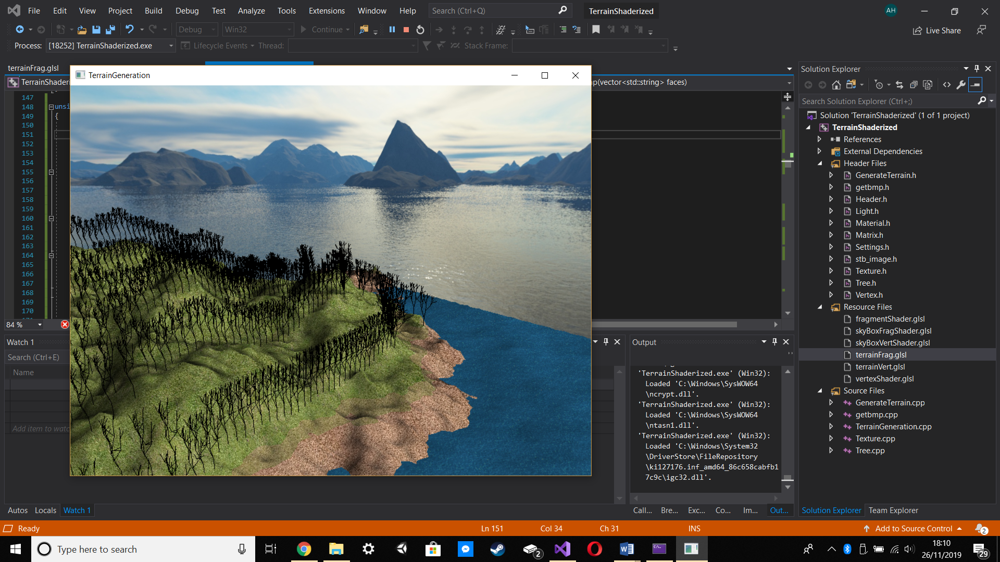 File Edit View Project Build Debug Test Analyze Tools Extensions Window Help Search (Ctrl+Q) TerrainShaderized AH
Debug Win32 Continue Live Share
Process: [18252] TerrainShaderized.exe Lifecycle Events Thread: Stack Frame:
terrainFrag.glsl
TerrainGeneration
TerrainShaderi
ap(vector<std::string> faces)
147
148 unsi
149 {
150
151
152
153
154
155
156
157
158
159
160
161
162
163
164
165
166
167
168
169
170
84 %
Watch 1
Search (Ctrl+E)
Name
Add item to watc
Autos Locals Watch 1
Output
'TerrainShaderized.exe' (Win32):
Loaded 'C:\Windows\SysWOW64
\ncrypt.dll'.
'TerrainShaderized.exe' (Win32):
Loaded 'C:\Windows\SysWOW64
\ntasn1.dll'.
'TerrainShaderized.exe' (Win32):
Loaded 'C:\Windows\System32
\DriverStore\FileRepository
\ki127176.inf_amd64_86c658cabfb1
7c9c\igc32.dll'.
Call... Bre... Exc... Co... Im... Out...
Solution Explorer
Search Solution Explorer (Ctrl+;)
Solution 'TerrainShaderized' (1 of 1 project)
TerrainShaderized
References
External Dependencies
Header Files
GenerateTerrain.h
getbmp.h
Header.h
Light.h
Material.h
Matrix.h
Settings.h
stb_image.h
Texture.h
Tree.h
Vertex.h
Resource Files
fragmentShader.glsl
skyBoxFragShader.glsl
skyBoxVertShader.glsl
terrainFrag.glsl
terrainVert.glsl
vertexShader.glsl
Source Files
GenerateTerrain.cpp
getbmp.cpp
TerrainGeneration.cpp
Texture.cpp
Tree.cpp
Solution Explorer Team Explorer
Ready Ln 151 Col 34 Ch 31 INS Add to Source Control 2
Type here to search 2 18:10
26/11/2019 29